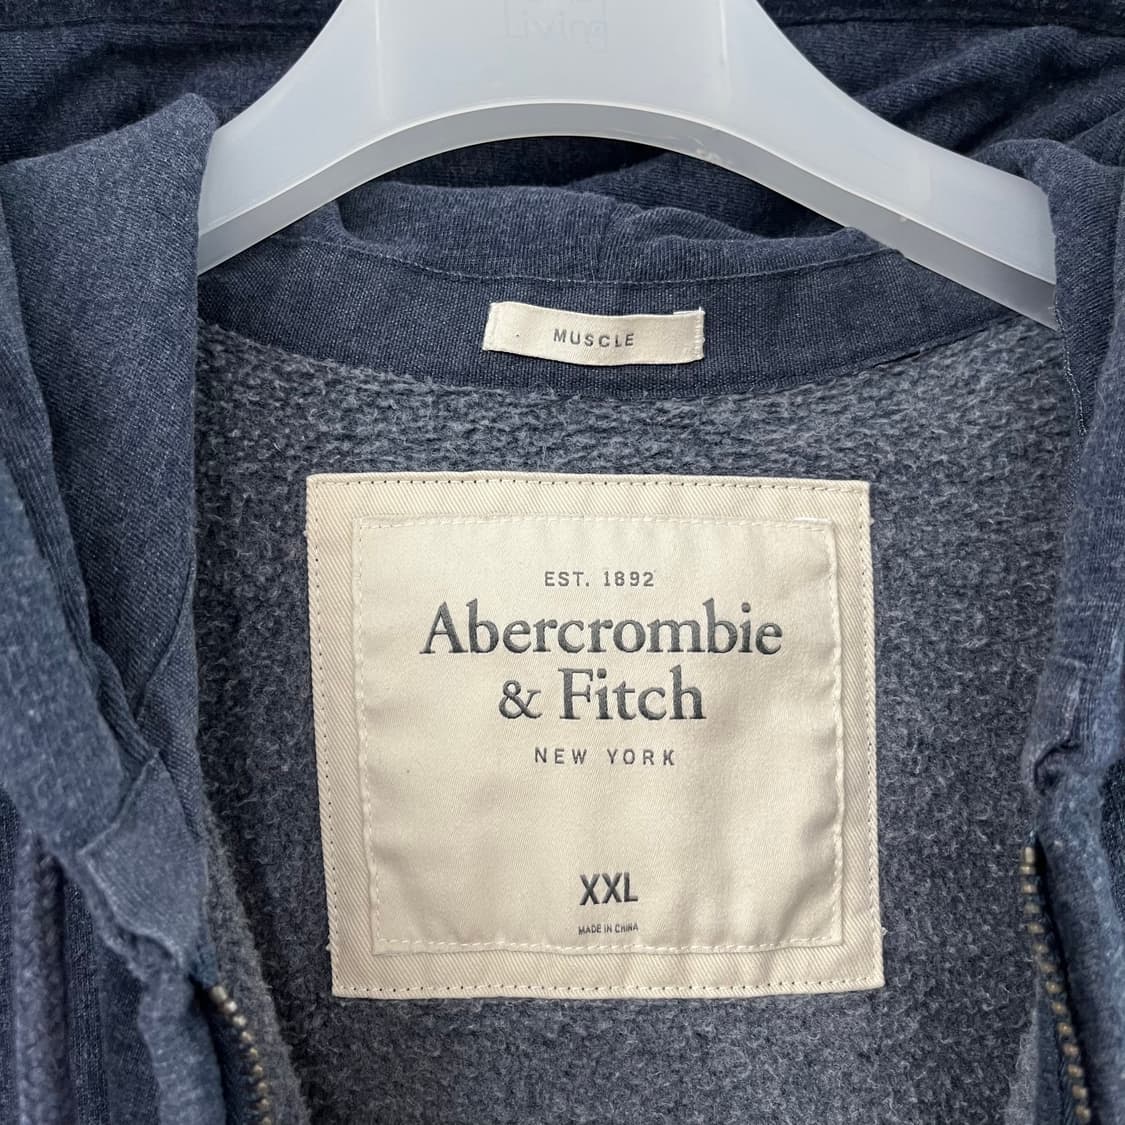 MUSCLE
EST. 1892
Abercrombie
& Fitch
NEW YORK
XXL
MADE IN CHINA